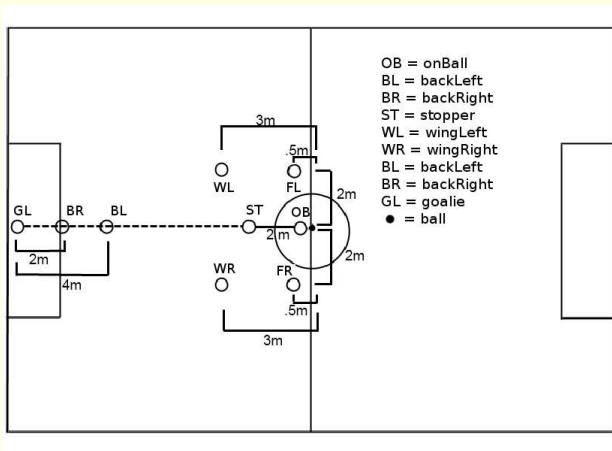 OB = onBall
BL = backLeft
BR = backRight
ST = stopper
WL = wingLeft
WR = wingRight
BL = backLeft
BR = backRight
GL = goalie
= ball
3m
.5m
WL
FL
2m
GL
BR
BL
ST
OB
2m
2m
2m
4m
WR
FR
.5m
3m